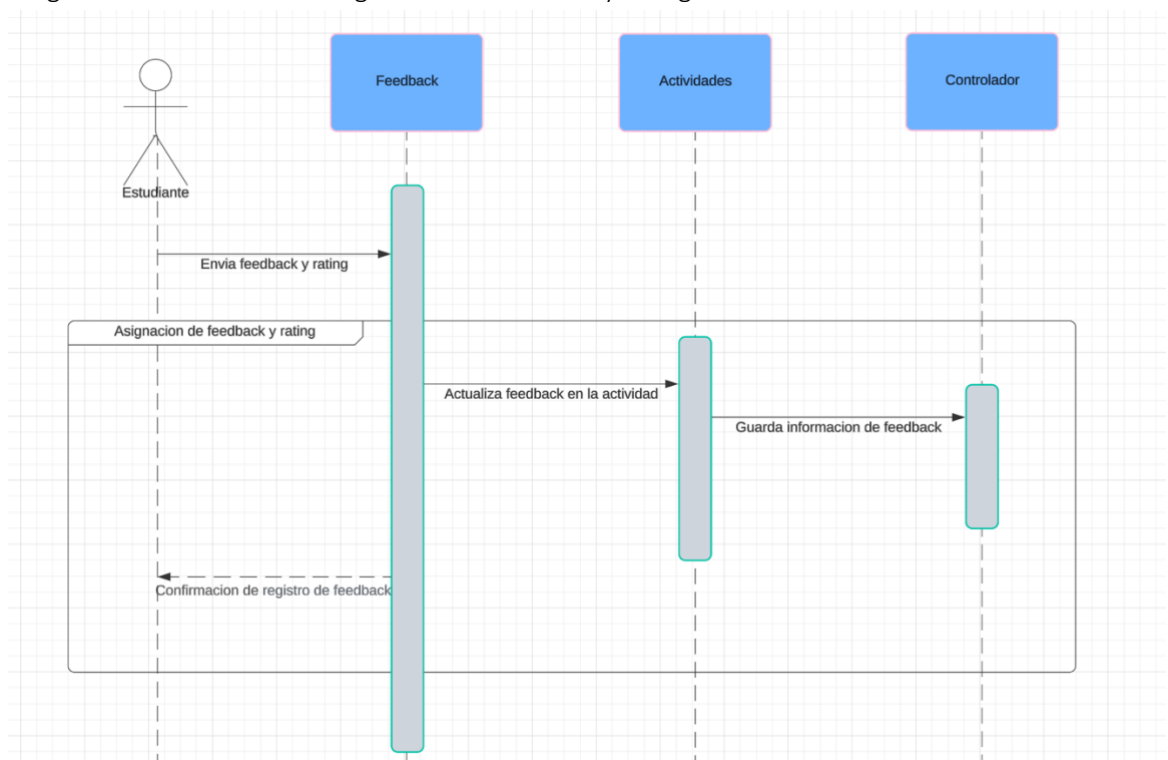 Feedback
Actividades
Controlador
Estudiante
Envia feedback y rating
Asignacion de feedback y rating
Actualiza feedback en la actividad
Guarda informacion de feedback
Confirmacion de registro de feedback